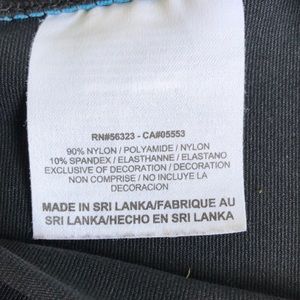 RN#56323 - CA#05553
90% NYLON / POLYAMIDE / NYLON
10% SPANDEX / ELASTHANNE / ELASTANO
EXCLUSIVE OF DECORATION / DECORATION
NON COMPRISE / NO INCLUYE LA
DECORACION
MADE IN SRI LANKA/FABRIQUE AU
SRI LANKA/HECHO EN SRI LANKA